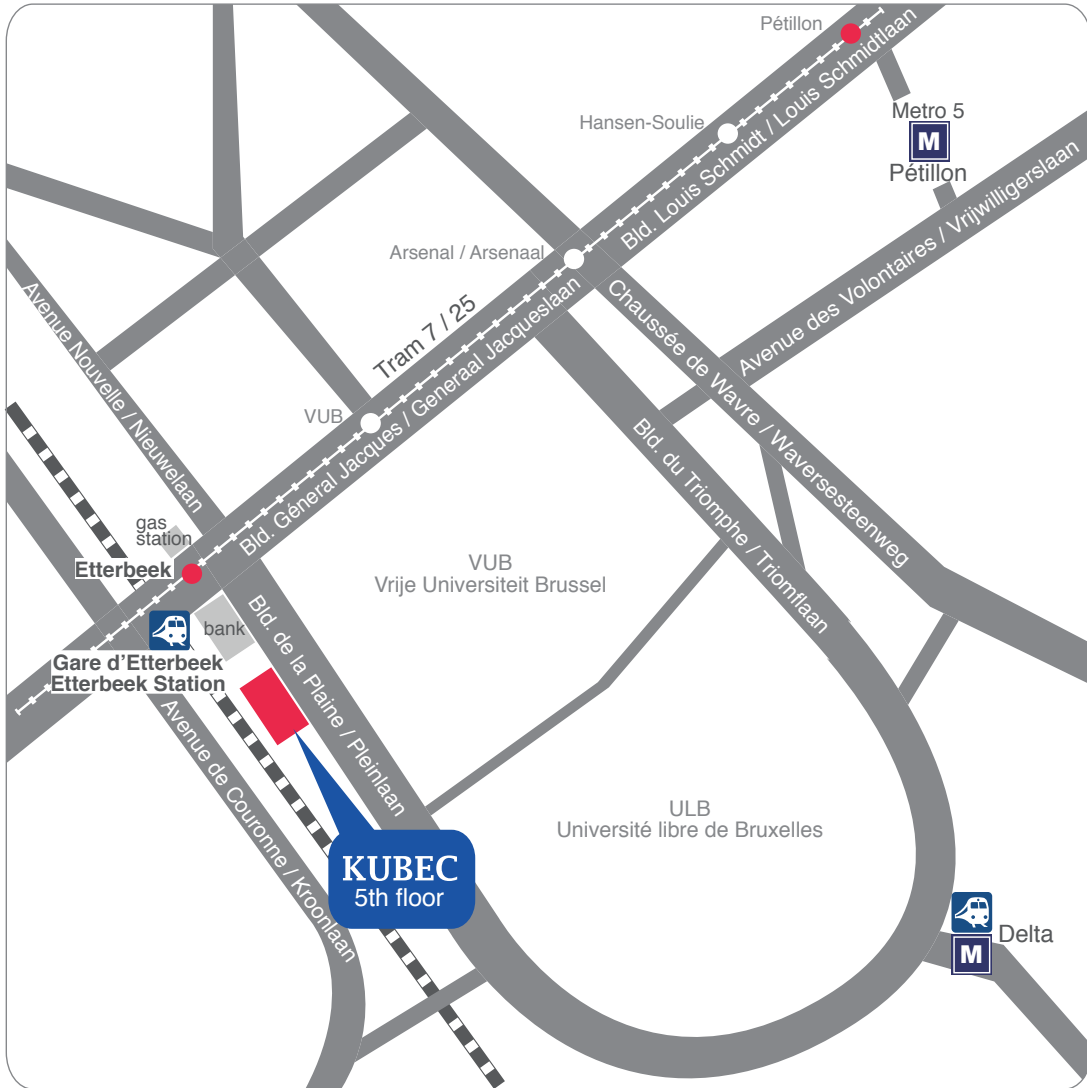 Pétillon
Bld. Louis Schmidt / Louis Schmidtlaan
Metro 5
M
Pétillon
Hansen-Soulie
Arsenal / Arsenaal
Avenue des Volontaires / Vrijwilligerslaan
Chaussée de Wavre / Waversesteenweg
Tram 7 / 25
Bld. Géneral Jacques / Generaal Jacqueslaan
Avenue Nouvelle / Nieuwelaan
VUB
Bld. du Triomphe / Triomflaan
gas
station
Etterbeek
VUB
Vrije Universiteit Brussel
bank
Bld. de la Plaine / Pleinlaan
Gare d'Etterbeek
Etterbeek Station
Avenue de Couronne / Kroonlaan
ULB
Université libre de Bruxelles
KUBEC
5th floor
Delta
M